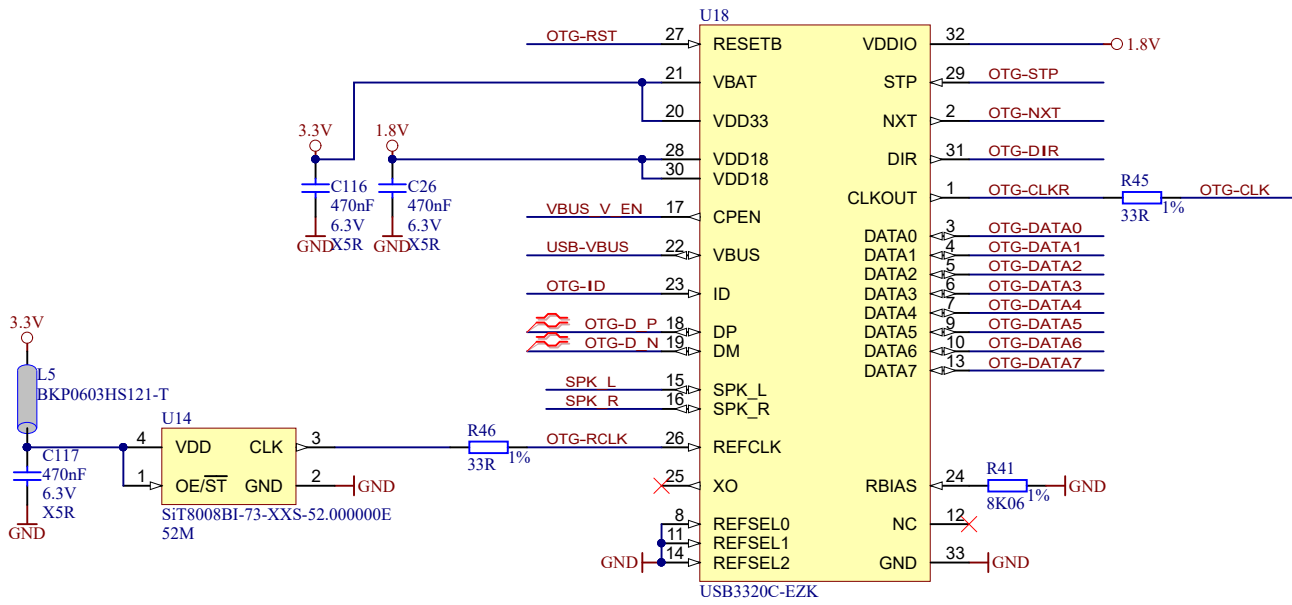 U18
OTG-RST
27
RESETB
VDDIO
32
1.8V
21
VBAT
STP
29
OTG-STP
20
VDD33
NXT
2
OTG-NXT
3.3V
1.8V
28
VDD18
DIR
31
OTG-DIR
30
VDD18
C116
470nF
6.3V
X5R
GND
C26
470nF
6.3V
X5R
GND
CLKOUT
1
OTG-CLKR
R45
33R
1%
OTG-CLK
VBUS_V_EN
17
CPEN
USB-VBUS
22
VBUS
OTG-ID
23
ID
OTG-D_P
18
DP
OTG-D_N
19
DM
DATA0
3
OTG-DATA0
DATA1
4
OTG-DATA1
DATA2
5
OTG-DATA2
DATA3
6
OTG-DATA3
DATA4
7
OTG-DATA4
DATA5
9
OTG-DATA5
DATA6
10
OTG-DATA6
DATA7
13
OTG-DATA7
SPK_L
15
SPK_L
SPK_R
16
SPK_R
3.3V
L5
BKP0603HS121-T
U14
4
VDD
CLK
3
1
OE/ST
GND
2
GND
SiT8008BI-73-XXS-52.000000E
52M
C117
470nF
6.3V
X5R
GND
R46
33R
1%
OTG-RCLK
26
REFCLK
25
XO
RBIAS
24
R41
8K06
1%
GND
8
REFSEL0
NC
12
11
REFSEL1
GND
14
REFSEL2
GND
33
GND
USB3320C-EZK